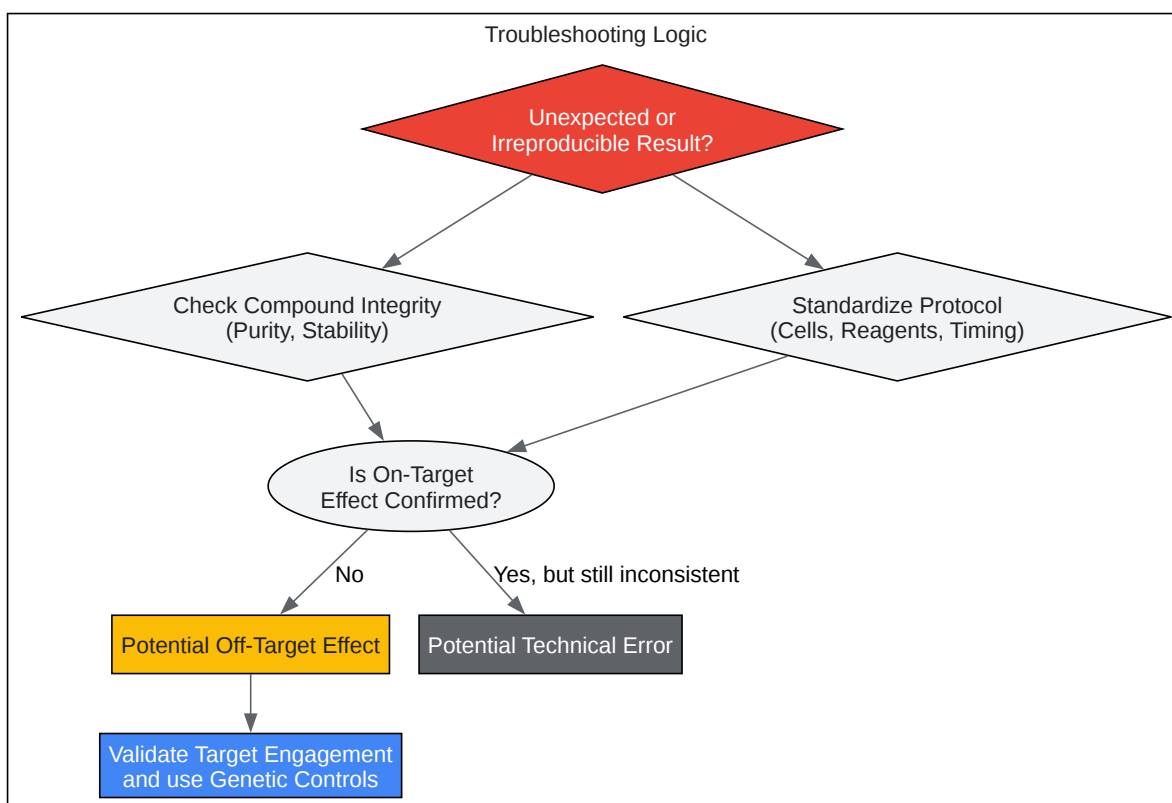 Troubleshooting Logic
Unexpected or
Irreproducible Result?
Check Compound Integrity
(Purity, Stability)
Standardize Protocol
(Cells, Reagents, Timing)
Is On-Target
Effect Confirmed?
No
Yes, but still inconsistent
Potential Off-Target Effect
Potential Technical Error
Validate Target Engagement
and use Genetic Controls